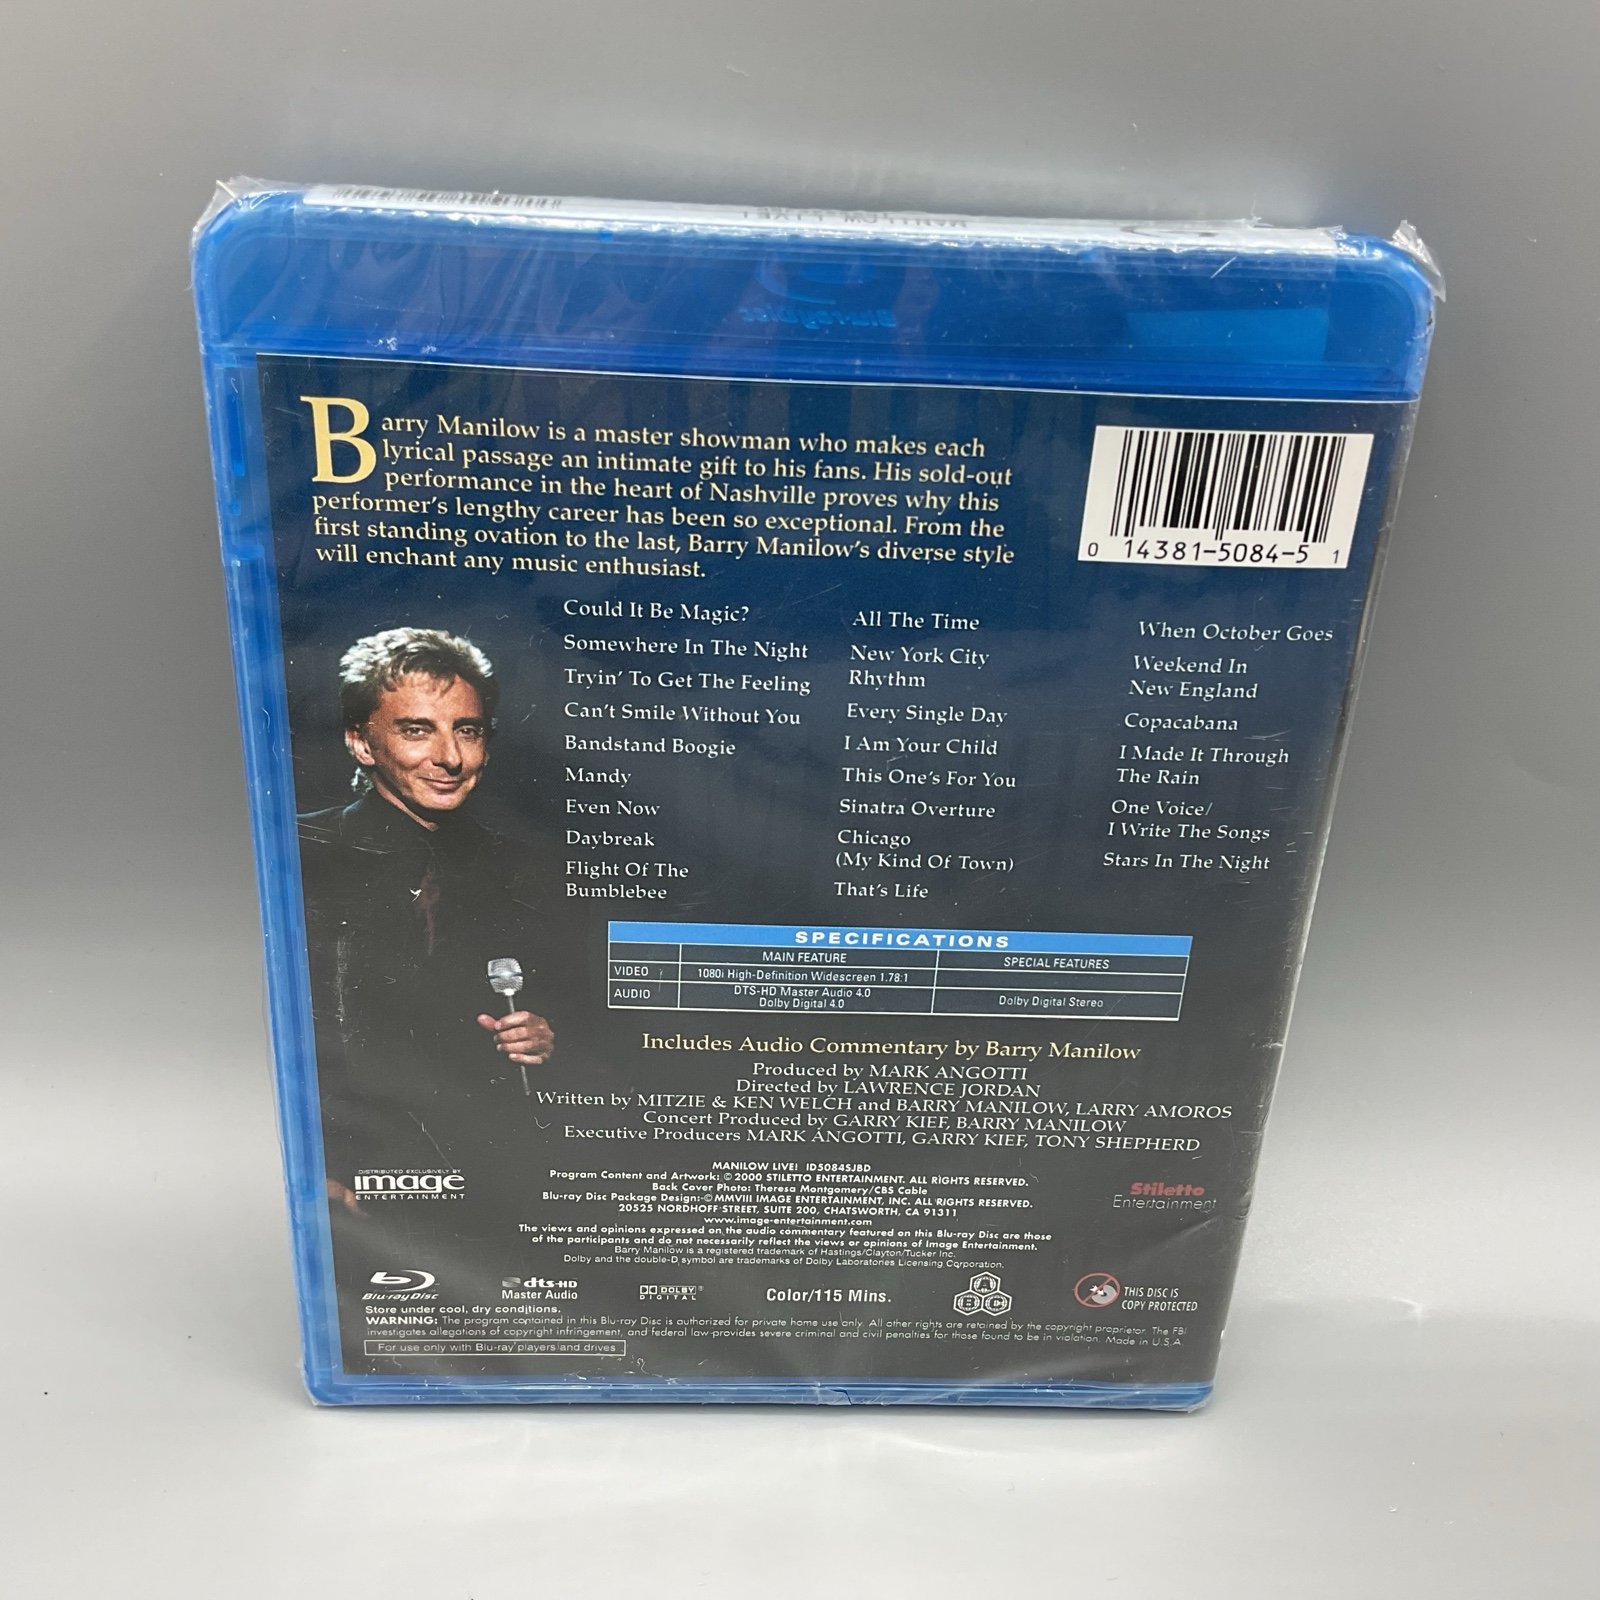 Barry Manilow is a master showman who makes each
lyrical passage an intimate gift to his fans. His sold-out
performance in the heart of Nashville proves why this
performer's lengthy career has been so exceptional. From the
first standing ovation to the last, Barry Manilow's diverse style
will enchant any music enthusiast.
0 14381-5084-5 1
Could It Be Magic?
Somewhere In The Night
Tryin' To Get The Feeling
Can't Smile Without You
Bandstand Boogie
Mandy
Even Now
Daybreak
Flight Of The
Bumblebee
All The Time
New York City
Rhythm
Every Single Day
I Am Your Child
This One's For You
Sinatra Overture
Chicago
(My Kind Of Town)
That's Life
When October Goes
Weekend In
New England
Copacabana
I Made It Through
The Rain
One Voice/
I Write The Songs
Stars In The Night
SPECIFICATIONS
MAIN FEATURE SPECIAL FEATURES
VIDEO 1080i High-Definition Widescreen 1.78:1
AUDIO DTS-HD Master Audio 4.0
Dolby Digital 4.0 Dolby Digital Stereo
Includes Audio Commentary by Barry Manilow
Produced by MARK ANGOTTI
Directed by LAWRENCE JORDAN
Written by MITZIE & KEN WELCH and BARRY MANILOW, LARRY AMOROS
Concert Produced by GARRY KIEF, BARRY MANILOW
Executive Producers MARK ANGOTTI, GARRY KIEF, TONY SHEPHERD
DISTRIBUTED EXCLUSIVELY BY
image
ENTERTAINMENT
MANILOW LIVE! ID5084SJBD
Program Content and Artwork: © 2000 STILETTO ENTERTAINMENT. ALL RIGHTS RESERVED.
Back Cover Photo: Theresa Montgomery/CBS Cable
Blu-ray Disc Package Design: © MMVIII IMAGE ENTERTAINMENT, INC. ALL RIGHTS RESERVED.
20525 NORDHOFF STREET, SUITE 200, CHATSWORTH, CA 91311
www.image-entertainment.com
The views and opinions expressed on the audio commentary featured on this Blu-ray Disc are those
of the participants and do not necessarily reflect the views or opinions of Image Entertainment.
Barry Manilow is a registered trademark of Hastings/Clayton/Tucker Inc.
Dolby and the double-D symbol are trademarks of Dolby Laboratories Licensing Corporation.
Stiletto
Entertainment
Blu-ray Disc
dts-HD
Master Audio
DOLBY
DIGITAL
Color/115 Mins.
A
B
THIS DISC IS
COPY PROTECTED
Store under cool, dry conditions.
WARNING: The program contained in this Blu-ray Disc is authorized for private home use only. All other rights are retained by the copyright proprietor. The FBI
investigates allegations of copyright infringement, and federal law provides severe criminal and civil penalties for those found to be in violation. Made in U.S.A.
For use only with Blu-ray players and drives